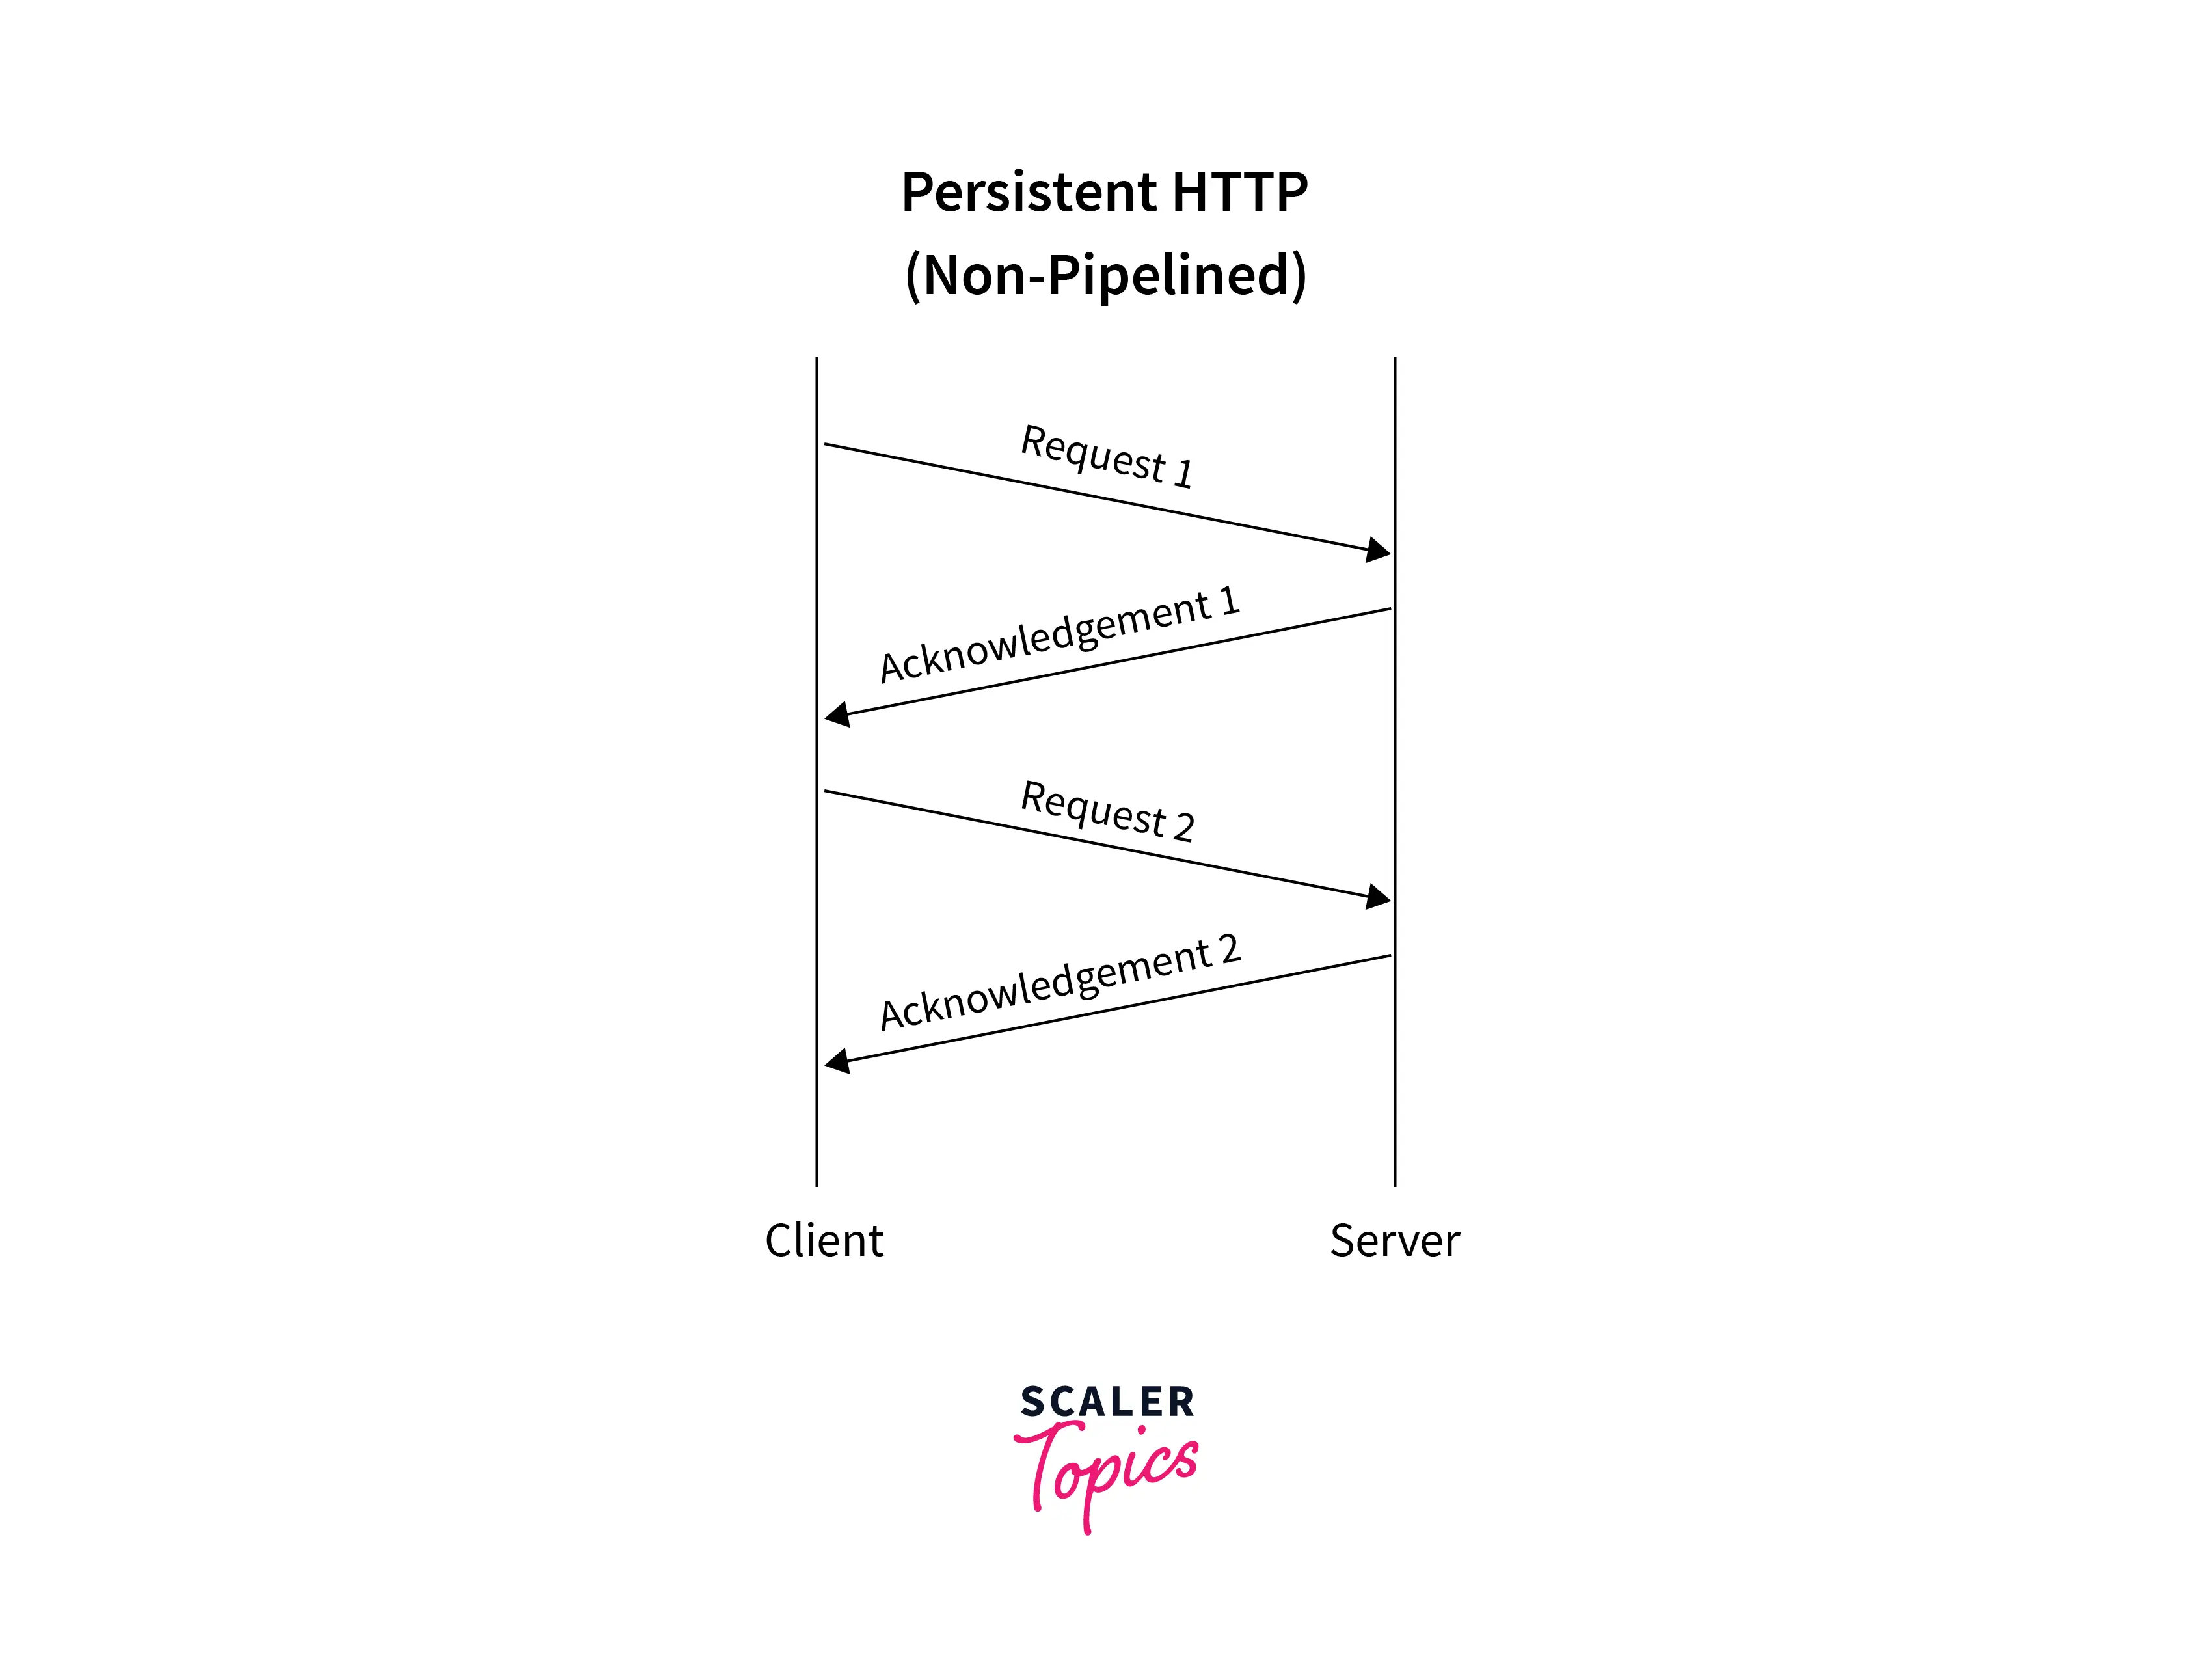 Persistent HTTP
(Non-Pipelined)
Request 1
Acknowledgement 1
Request 2
Acknowledgement 2
Client
Server
SCALER
Topics